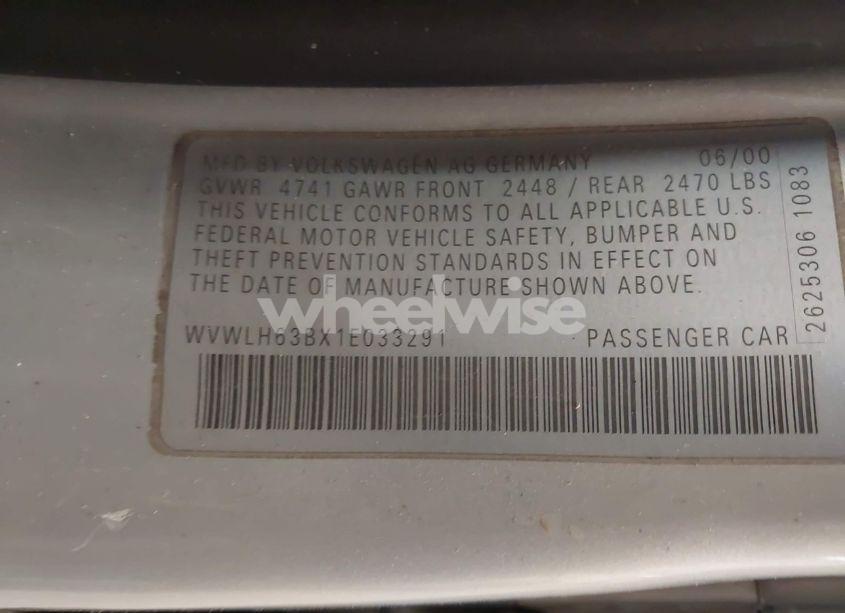 MFD BY VOLKSWAGEN AG GERMANY 06/00
GVWR 4741 GAWR FRONT 2448 / REAR 2470 LBS
THIS VEHICLE CONFORMS TO ALL APPLICABLE U.S.
FEDERAL MOTOR VEHICLE SAFETY, BUMPER AND
THEFT PREVENTION STANDARDS IN EFFECT ON
THE DATE OF MANUFACTURE SHOWN ABOVE.
WVWLH63BX1E033291 PASSENGER CAR
2625306 1083
wheelwise